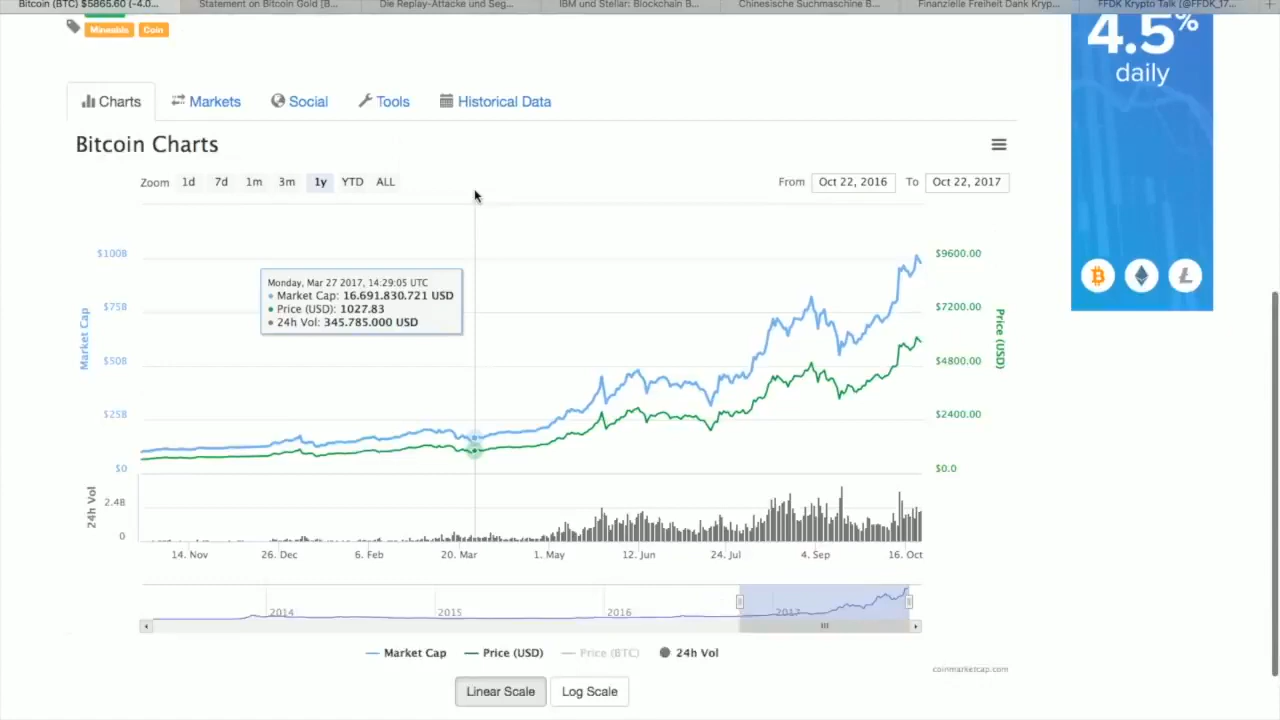 Bitcoin (BTC) $5865.60 (-4.0...
Statement on Bitcoin Gold [B...
Die Replay-Attacke und Seg...
IBM und Stellar: Blockchain B...
Chinesische Suchmaschine B...
Finanzielle Freiheit Dank Kryp...
FFDK Krypto Talk [@FFDK_17...
Mineable Coin
4.5%
daily
Charts Markets Social Tools Historical Data
Bitcoin Charts
Zoom 1d 7d 1m 3m 1y YTD ALL
From Oct 22, 2016 To Oct 22, 2017
$100B
$75B
$50B
$25B
$0
Market Cap
Monday, Mar 27 2017, 14:29:05 UTC
Market Cap: 16.691.830.721 USD
Price (USD): 1027.83
24h Vol: 345.785.000 USD
$9600.00
$7200.00
$4800.00
$2400.00
$0.0
Price (USD)
24h Vol
2.4B
0
14. Nov 26. Dec 6. Feb 20. Mar 1. May 12. Jun 24. Jul 4. Sep 16. Oct
2014 2015 2016 2017
Market Cap Price (USD) Price (BTC) 24h Vol
coinmarketcap.com
Linear Scale Log Scale